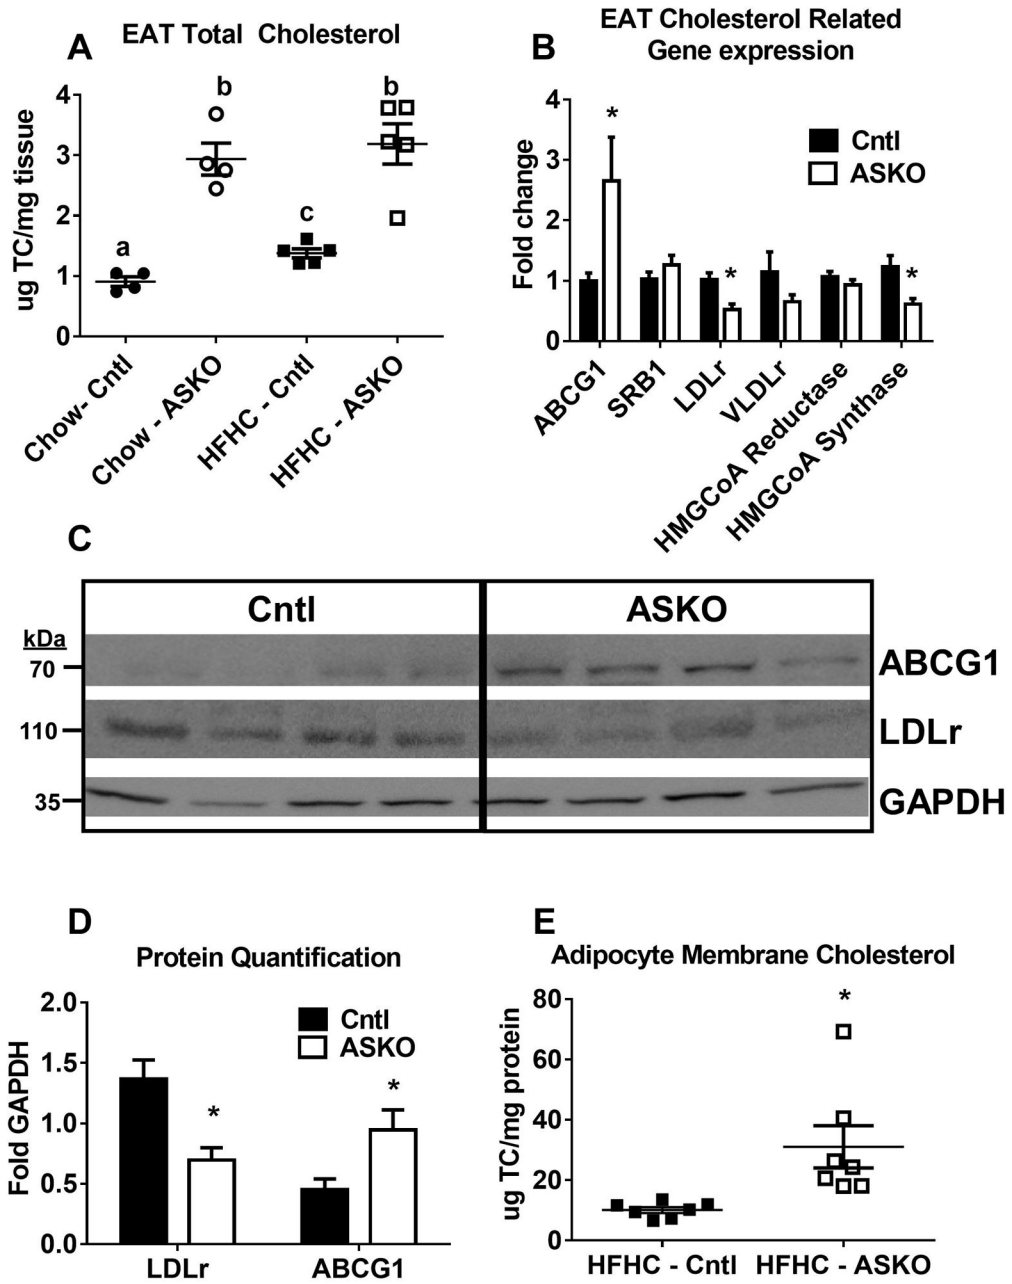 A
EAT Total Cholesterol
ug TC/mg tissue
4
3
2
1
0
a
b
c
b
Chow- Cntl
Chow - ASKO
HFHC - Cntl
HFHC - ASKO
B
EAT Cholesterol Related
Gene expression
Fold change
4
3
2
1
0
*
*
*
Cntl
ASKO
ABCG1
SRB1
LDLr
VLDLr
HMGCoA Reductase
HMGCoA Synthase
C
Cntl
ASKO
kDa
70
ABCG1
110
LDLr
35
GAPDH
D
Protein Quantification
Fold GAPDH
2.0
1.5
1.0
0.5
0.0
Cntl
ASKO
*
*
LDLr
ABCG1
E
Adipocyte Membrane Cholesterol
ug TC/mg protein
80
60
40
20
0
*
HFHC - Cntl
HFHC - ASKO